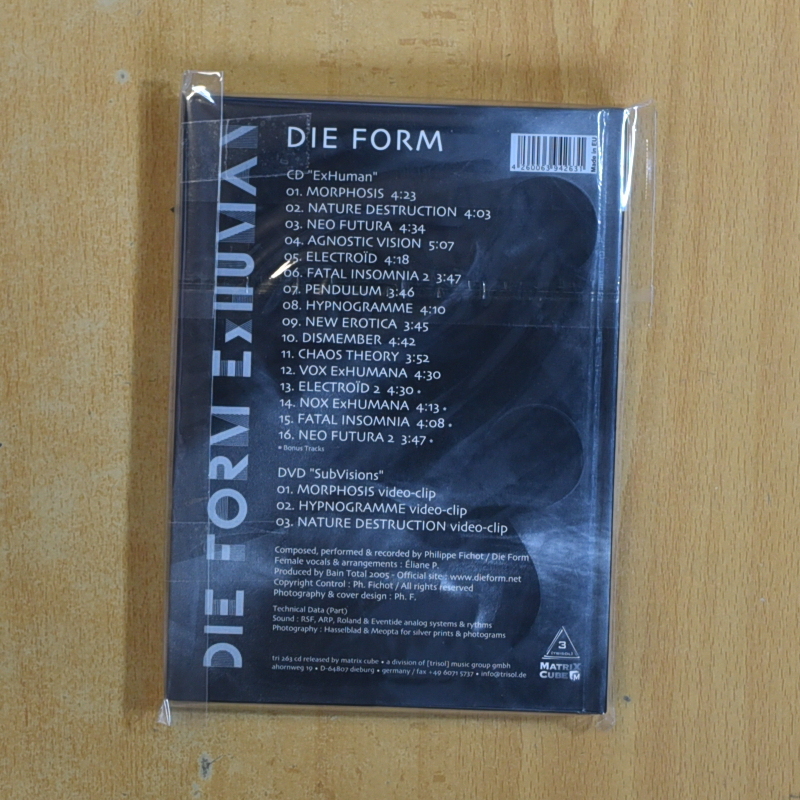 DIE FORM ExHUMAN
DIE FORM
4 260063 942631
Made in EU
CD "ExHuman"
01. MORPHOSIS 4:23
02. NATURE DESTRUCTION 4:03
03. NEO FUTURA 4:34
04. AGNOSTIC VISION 5:07
05. ELECTROÏD 4:18
06. FATAL INSOMNIA 2 3:47
07. PENDULUM 3:46
08. HYPNOGRAMME 4:10
09. NEW EROTICA 3:45
10. DISMEMBER 4:42
11. CHAOS THEORY 3:52
12. VOX ExHUMANA 4:30
13. ELECTROÏD 2 4:30 •
14. NOX ExHUMANA 4:13 •
15. FATAL INSOMNIA 4:08 •
16. NEO FUTURA 2 3:47 •
• Bonus Tracks
DVD "SubVisions"
01. MORPHOSIS video-clip
02. HYPNOGRAMME video-clip
03. NATURE DESTRUCTION video-clip
Composed, performed & recorded by Philippe Fichot / Die Form
Female vocals & arrangements : Éliane P.
Produced by Bain Total 2005 - Official site : www.dieform.net
Copyright Control : Ph. Fichot / All rights reserved
Photography & cover design : Ph. F.
Technical Data (Part)
Sound : RSF, ARP, Roland & Eventide analog systems & rythms
Photography : Hasselblad & Meopta for silver prints & photograms
tri 263 cd released by matrix cube • a division of [trisol] music group gmbh
ahornweg 19 • D-64807 dieburg • germany / fax +49 6071 5737 • info@trisol.de
3
[TRISOL]
MATRIX
CUBE